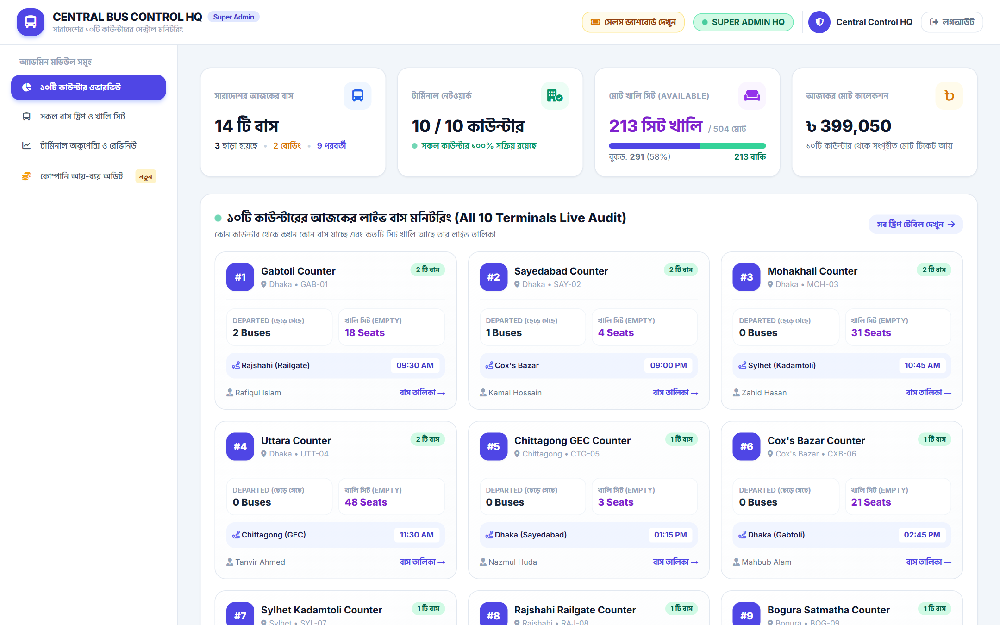 CENTRAL BUS CONTROL HQ Super Admin
সারাদেশের ১০টি কাউন্টারের সেন্ট্রাল মনিটরিং
সেলস ড্যাশবোর্ড দেখুন
SUPER ADMIN HQ
Central Control HQ
লগআউট
অ্যাডমিন মডিউল সমূহ
১০টি কাউন্টার ওভারভিউ
সকল বাস ট্রিপ ও খালি সিট
টার্মিনাল অকুপেন্সি ও রেভিনিউ
কোম্পানি আয়-ব্যয় অডিট নতুন
সারাদেশের আজকের বাস
14 টি বাস
3 ছাড়া হয়েছে • 2 বোর্ডিং • 9 পরবর্তী
টার্মিনাল নেটওয়ার্ক
10 / 10 কাউন্টার
সকল কাউন্টার ১০০% সক্রিয় রয়েছে
মোট খালি সিট (AVAILABLE)
213 সিট খালি / 504 মোট
বুকড: 291 (58%) 213 বাকি
আজকের মোট কালেকশন
৳
৳ 399,050
১০টি কাউন্টার থেকে সংগৃহীত মোট টিকেট আয়
১০টি কাউন্টারের আজকের লাইভ বাস মনিটরিং (All 10 Terminals Live Audit)
কোন কাউন্টার থেকে কখন কোন বাস যাচ্ছে এবং কতটি সিট খালি আছে তার লাইভ তালিকা
সব ট্রিপ টেবিল দেখুন →
#1 Gabtoli Counter 2 টি বাস
Dhaka • GAB-01
DEPARTED (ছেড়ে গেছে) খালি সিট (EMPTY)
2 Buses 18 Seats
Rajshahi (Railgate) 09:30 AM
Rafiqul Islam বাস তালিকা →
#2 Sayedabad Counter 2 টি বাস
Dhaka • SAY-02
DEPARTED (ছেড়ে গেছে) খালি সিট (EMPTY)
1 Buses 4 Seats
Cox's Bazar 09:00 PM
Kamal Hossain বাস তালিকা →
#3 Mohakhali Counter 2 টি বাস
Dhaka • MOH-03
DEPARTED (ছেড়ে গেছে) খালি সিট (EMPTY)
0 Buses 31 Seats
Sylhet (Kadamtoli) 10:45 AM
Zahid Hasan বাস তালিকা →
#4 Uttara Counter 2 টি বাস
Dhaka • UTT-04
DEPARTED (ছেড়ে গেছে) খালি সিট (EMPTY)
0 Buses 48 Seats
Chittagong (GEC) 11:30 AM
Tanvir Ahmed বাস তালিকা →
#5 Chittagong GEC Counter 1 টি বাস
Chittagong • CTG-05
DEPARTED (ছেড়ে গেছে) খালি সিট (EMPTY)
0 Buses 3 Seats
Dhaka (Sayedabad) 01:15 PM
Nazmul Huda বাস তালিকা →
#6 Cox's Bazar Counter 1 টি বাস
Cox's Bazar • CXB-06
DEPARTED (ছেড়ে গেছে) খালি সিট (EMPTY)
0 Buses 21 Seats
Dhaka (Gabtoli) 02:45 PM
Mahbub Alam বাস তালিকা →
#7 Sylhet Kadamtoli Counter 1 টি বাস
Sylhet • SYL-07
#8 Rajshahi Railgate Counter 1 টি বাস
Rajshahi • RAJ-08
#9 Bogura Satmatha Counter 1 টি বাস
Bogura • BOG-09